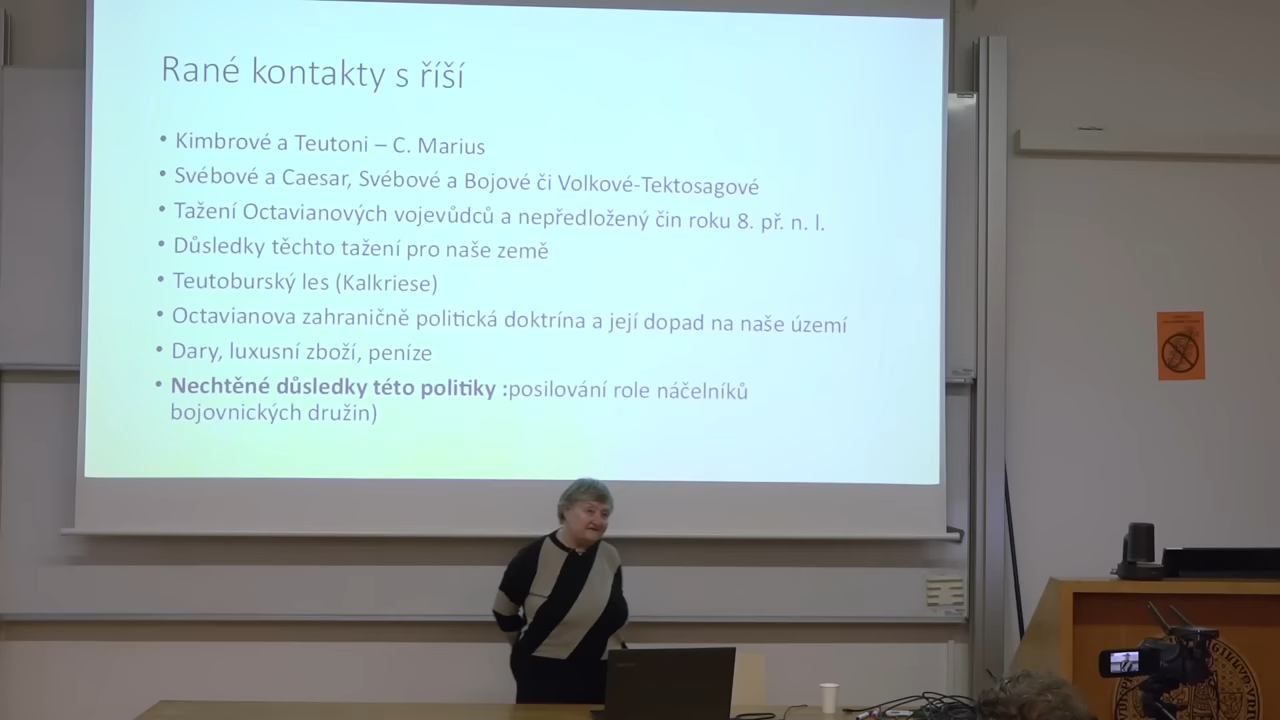 Rané kontakty s říší
• Kimbrové a Teutoni – C. Marius
• Svébové a Caesar, Svébové a Bojové či Volkové-Tektosagové
• Tažení Octavianových vojevůdců a nepředložený čin roku 8. př. n. l.
• Důsledky těchto tažení pro naše země
• Teutoburský les (Kalkriese)
• Octavianova zahraničně politická doktrína a její dopad na naše území
• Dary, luxusní zboží, peníze
• Nechtěné důsledky této politiky :posilování role náčelníků
bojovnických družin)